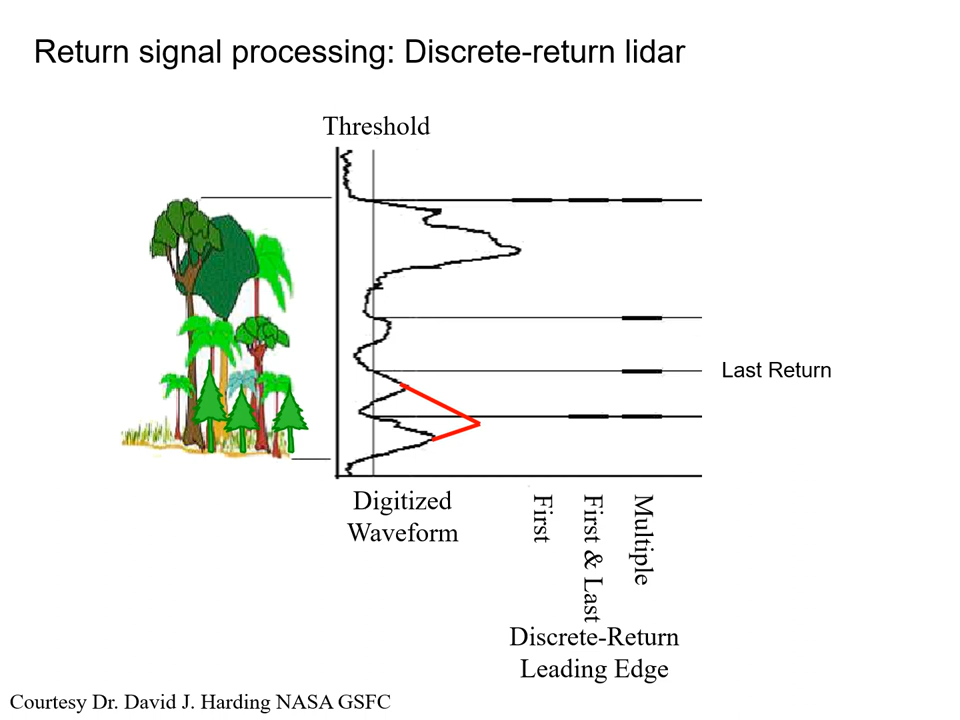 Return signal processing: Discrete-return lidar
Threshold
Last Return
Digitized
Waveform
First
First & Last
Multiple
Discrete-Return
Leading Edge
Courtesy Dr. David J. Harding NASA GSFC